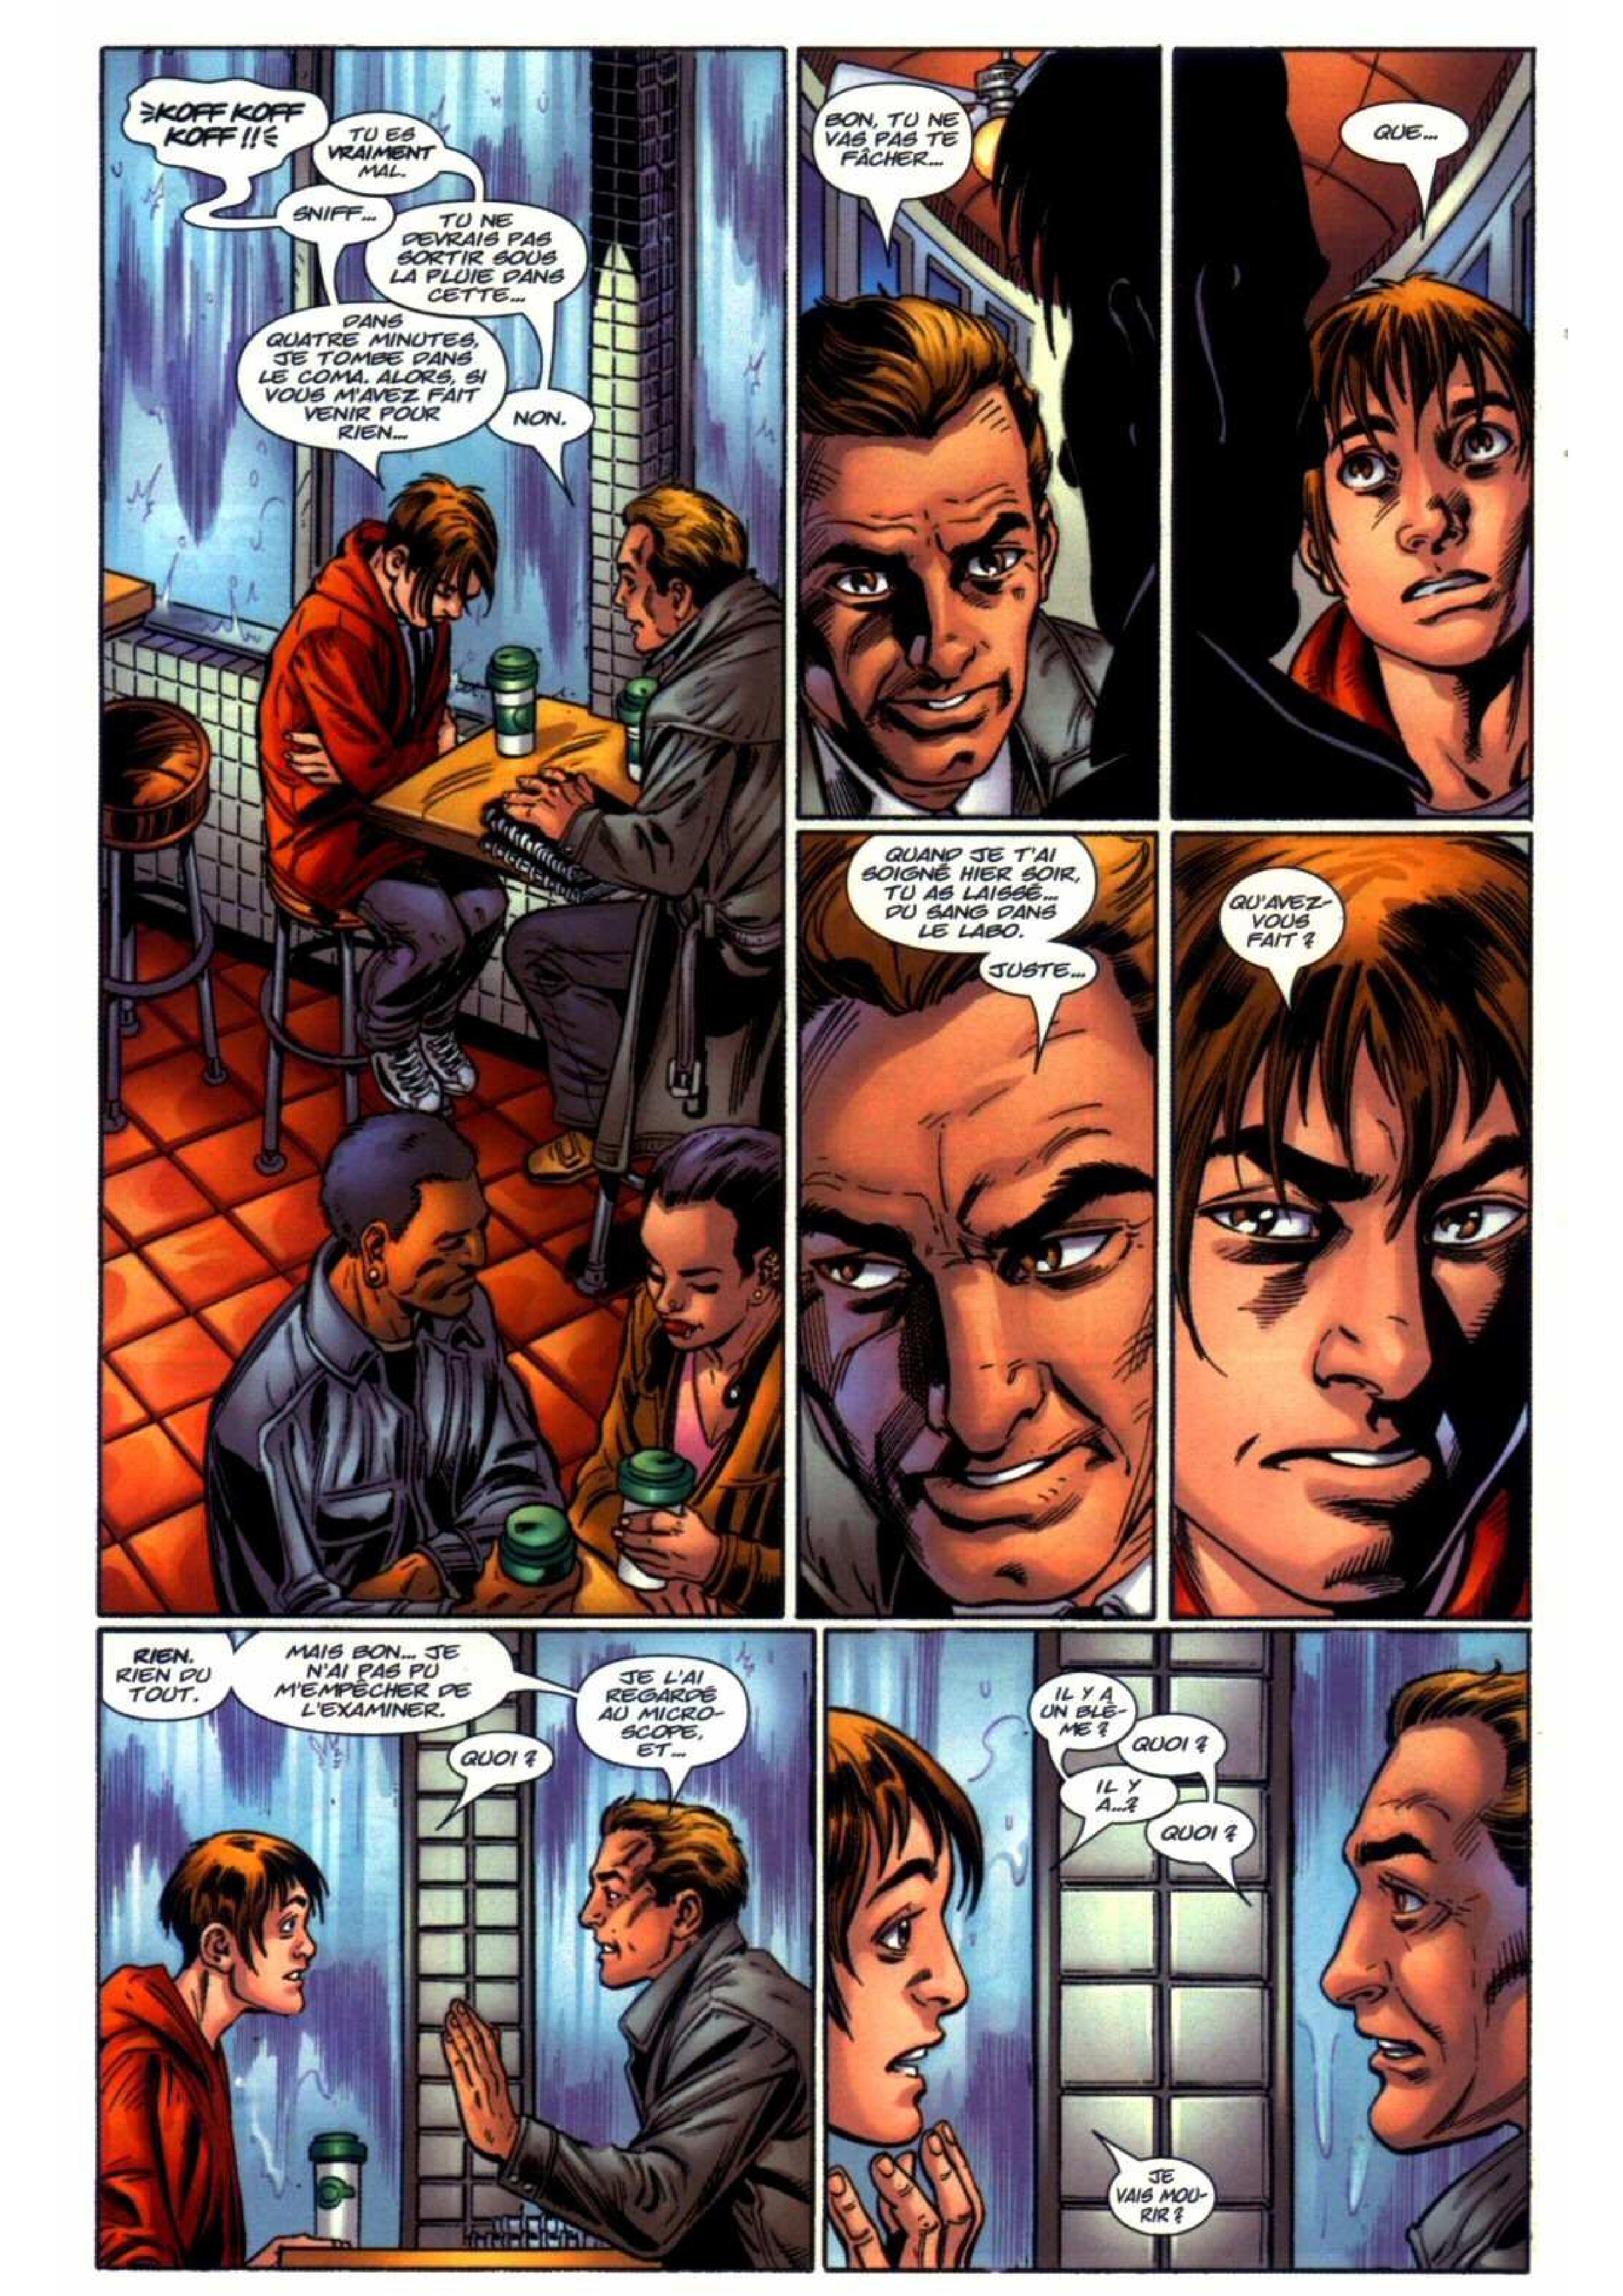 KOFF KOFF
KOFF !!
TU ES
VRAIMENT
MAL.
SNIFF...
TU NE
DEVRAIS PAS
SORTIR SOUS
LA PLUIE DANS
CETTE...
DANS
QUATRE MINUTES,
JE TOMBE DANS
LE COMA. ALORS, SI
VOUS M'AVEZ FAIT
VENIR POUR
RIEN...
NON.
BON, TU NE
VAS PAS TE
FÂCHER...
QUE...
QUAND JE T'AI
SOIGNÉ HIER SOIR,
TU AS LAISSÉ...
DU SANG DANS
LE LABO.
JUSTE...
QU'AVEZ-
VOUS
FAIT ?
RIEN.
RIEN DU
TOUT.
MAIS BON... JE
N'AI PAS PU
M'EMPÊCHER DE
L'EXAMINER.
QUOI ?
JE L'AI
REGARDÉ
AU MICRO-
SCOPE,
ET...
IL Y A
UN BLÈ-
ME ?
QUOI ?
IL Y
A...?
QUOI ?
JE
VAIS MOU-
RIR ?